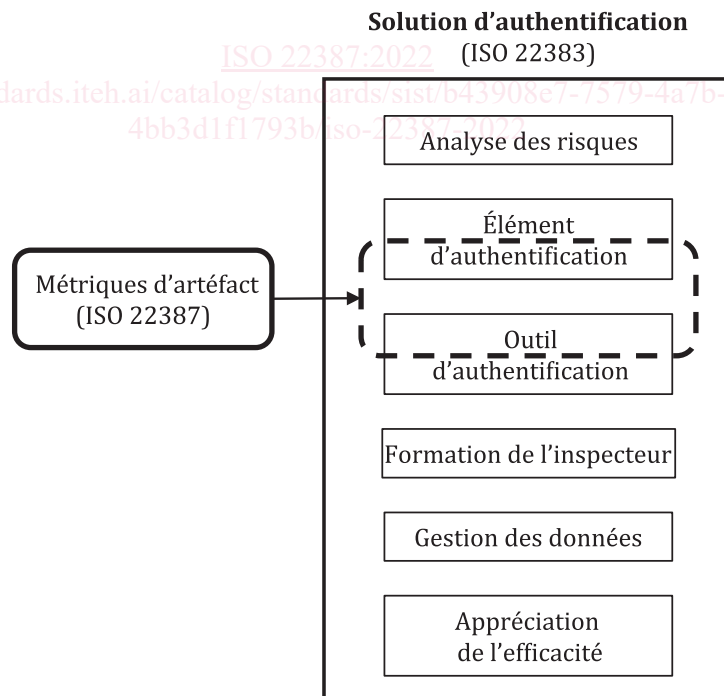 Solution d'authentification
(ISO 22383)
ISO 22387:2022
dards.iteh.ai/catalog/standards/sist/b43908e7-7579-4a7b-
4bb3d1f1793b/iso-22387-2022
Analyse des risques
Élément
d'authentification
Métriques d'artéfact
(ISO 22387)
Outil
d'authentification
Formation de l'inspecteur
Gestion des données
Appréciation
de l'efficacité